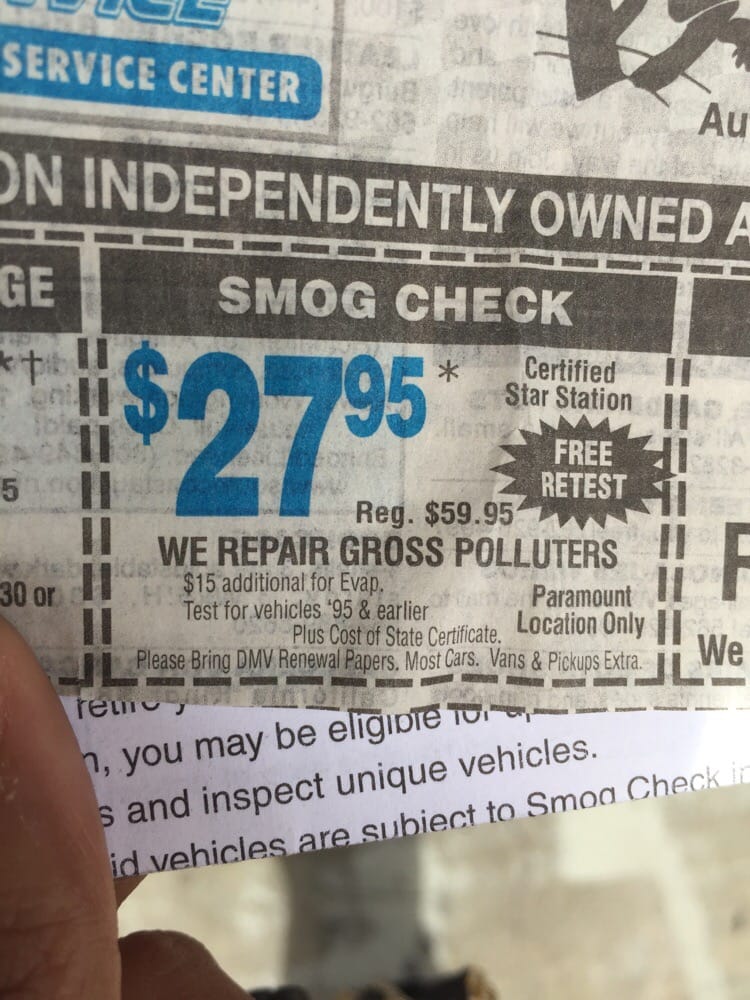 SERVICE CENTER
Au
ON INDEPENDENTLY OWNED A
GE
SMOG CHECK
*†
$27 95*
Certified
Star Station
FREE
RETEST
5
Reg. $59.95
WE REPAIR GROSS POLLUTERS
30 or
$15 additional for Evap.
Test for vehicles '95 & earlier
Paramount
Location Only
Plus Cost of State Certificate.
We
Please Bring DMV Renewal Papers. Most Cars. Vans & Pickups Extra.
, you may be eligible for
s and inspect unique vehicles.
id vehicles are subject to Smog Check